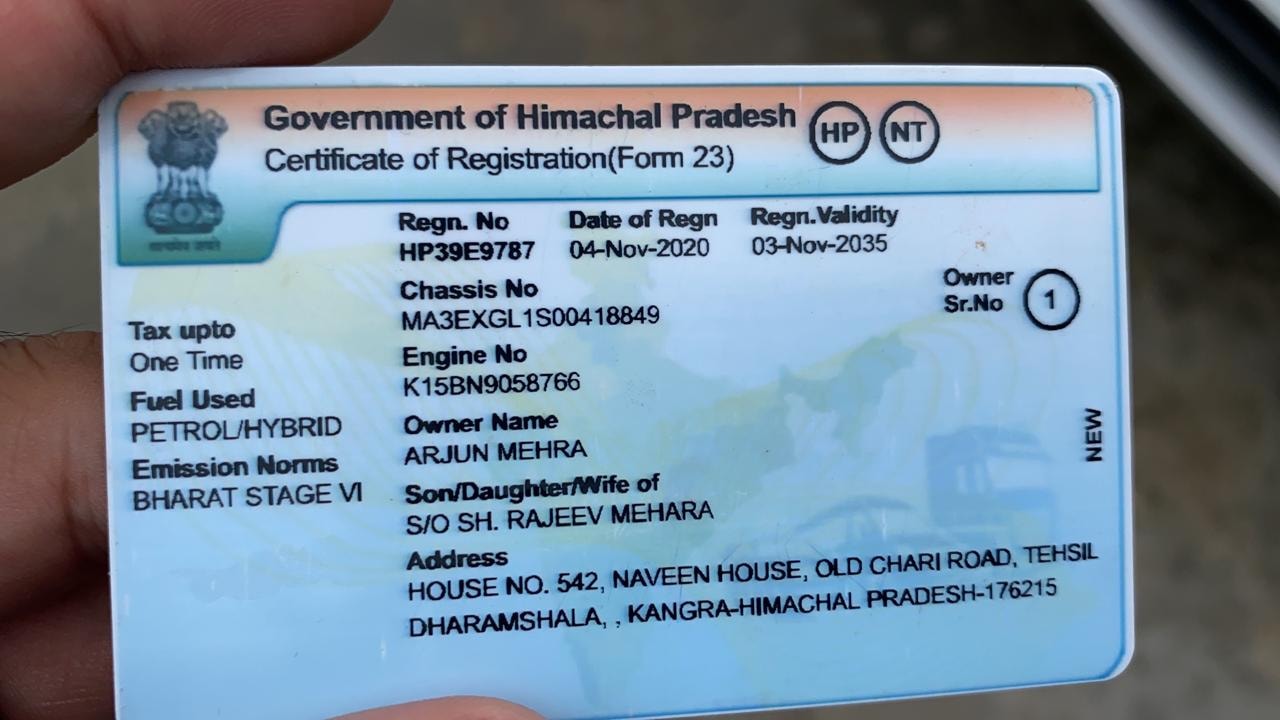 Government of Himachal Pradesh HP NT
Certificate of Registration(Form 23)
Regn. No Date of Regn Regn.Validity
HP39E9787 04-Nov-2020 03-Nov-2035
Chassis No
MA3EXGL1S00418849
Owner
Sr.No 1
Tax upto
One Time
Engine No
K15BN9058766
Fuel Used
PETROL/HYBRID
Owner Name
ARJUN MEHRA
Emission Norms
BHARAT STAGE VI
Son/Daughter/Wife of
S/O SH. RAJEEV MEHARA
Address
HOUSE NO. 542, NAVEEN HOUSE, OLD CHARI ROAD, TEHSIL
DHARAMSHALA, , KANGRA-HIMACHAL PRADESH-176215
NEW
सत्यमेव जयते